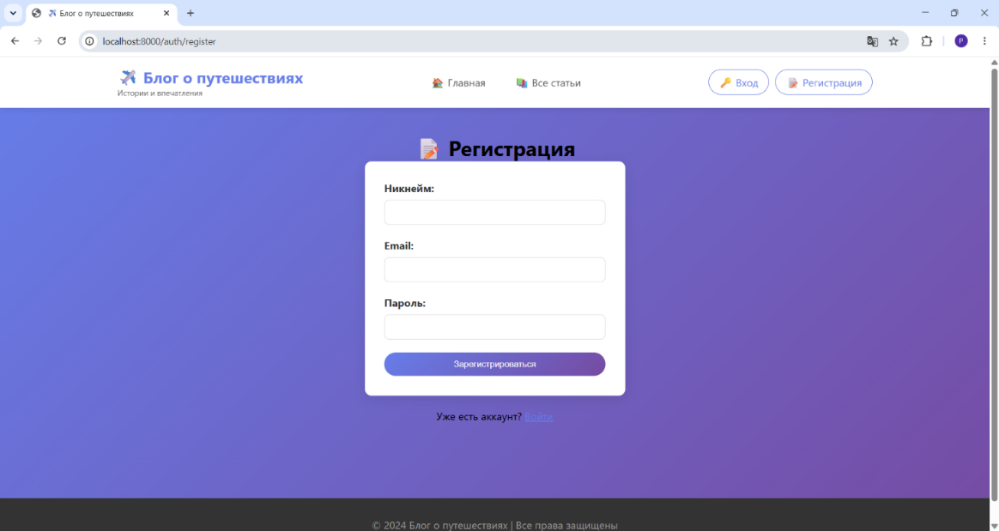 Блог о путешествиях
localhost:8000/auth/register
P
Блог о путешествиях
Истории и впечатления
Главная
Все статьи
Вход
Регистрация
Регистрация
Никнейм:
Email:
Пароль:
Зарегистрироваться
Уже есть аккаунт? Войти
© 2024 Блог о путешествиях | Все права защищены